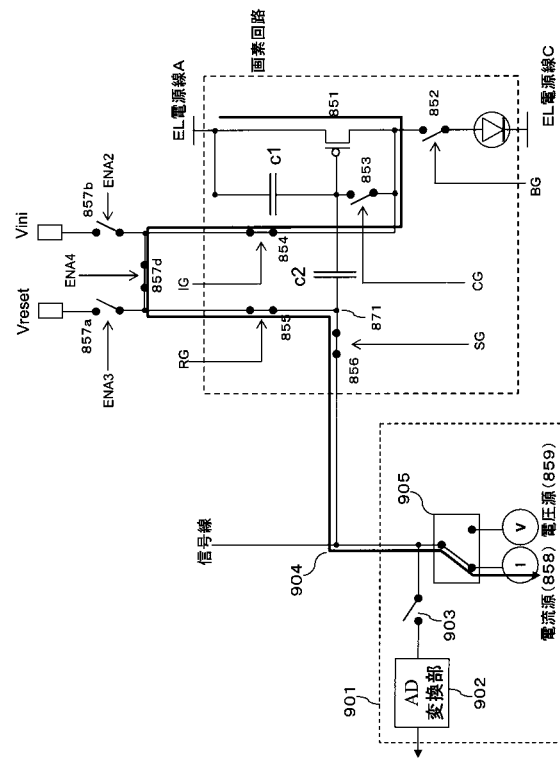 Vreset
Vini
857a
857b
ENA3
ENA2
ENA4
857d
EL電源線A
画素回路
RG
IG
855
854
c1
c2
851
852
853
871
856
SG
CG
BG
EL電源線C
信号線
904
905
903
901
902
AD
変換部
I
V
電流源(858)
電圧源(859)